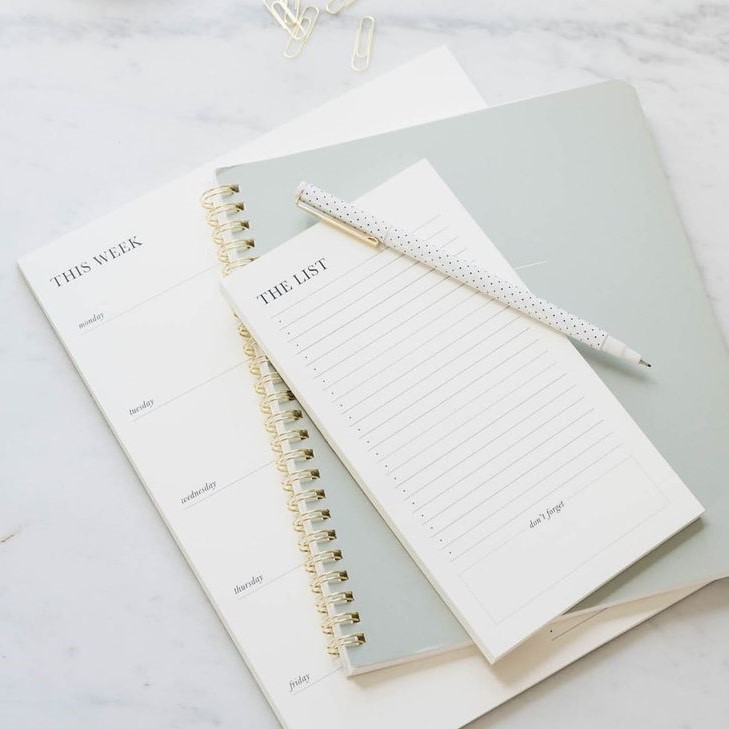 THIS WEEK
monday
tuesday
wednesday
thursday
friday
THE LIST
don't forget